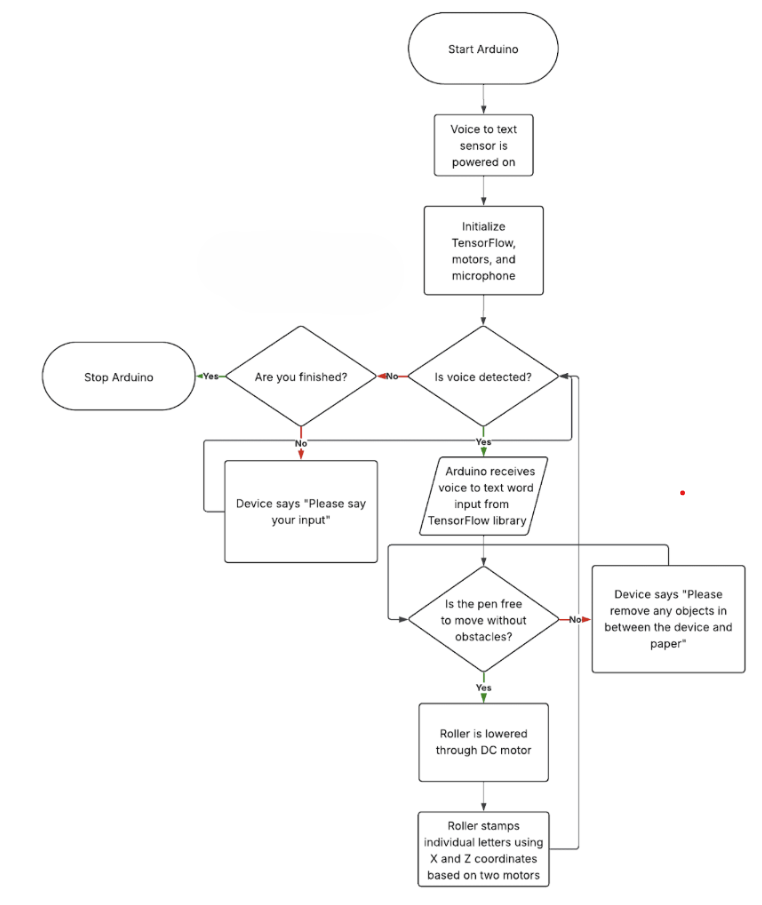 Start Arduino
Voice to text
sensor is
powered on
Initialize
TensorFlow,
motors, and
microphone
Is voice detected?
No
Are you finished?
Yes
Stop Arduino
No
Device says "Please say
your input"
Yes
Arduino receives
voice to text word
input from
TensorFlow library
Is the pen free
to move without
obstacles?
No
Device says "Please
remove any objects in
between the device and
paper"
Yes
Roller is lowered
through DC motor
Roller stamps
individual letters using
X and Z coordinates
based on two motors